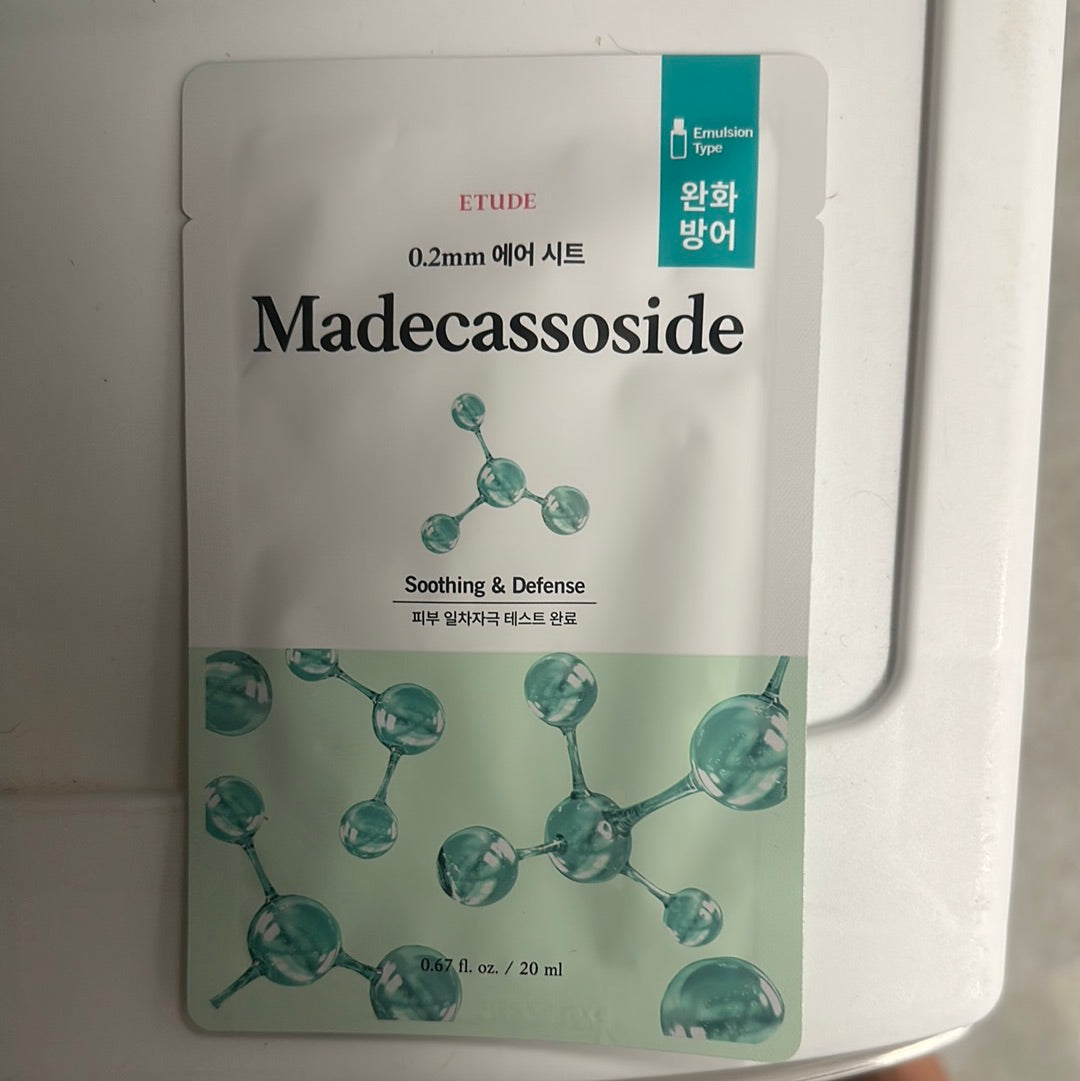 Emulsion
Type
완화
방어
ETUDE
0.2mm 에어 시트
Madecassoside
Soothing & Defense
피부 일차자극 테스트 완료
0.67 fl. oz. / 20 ml